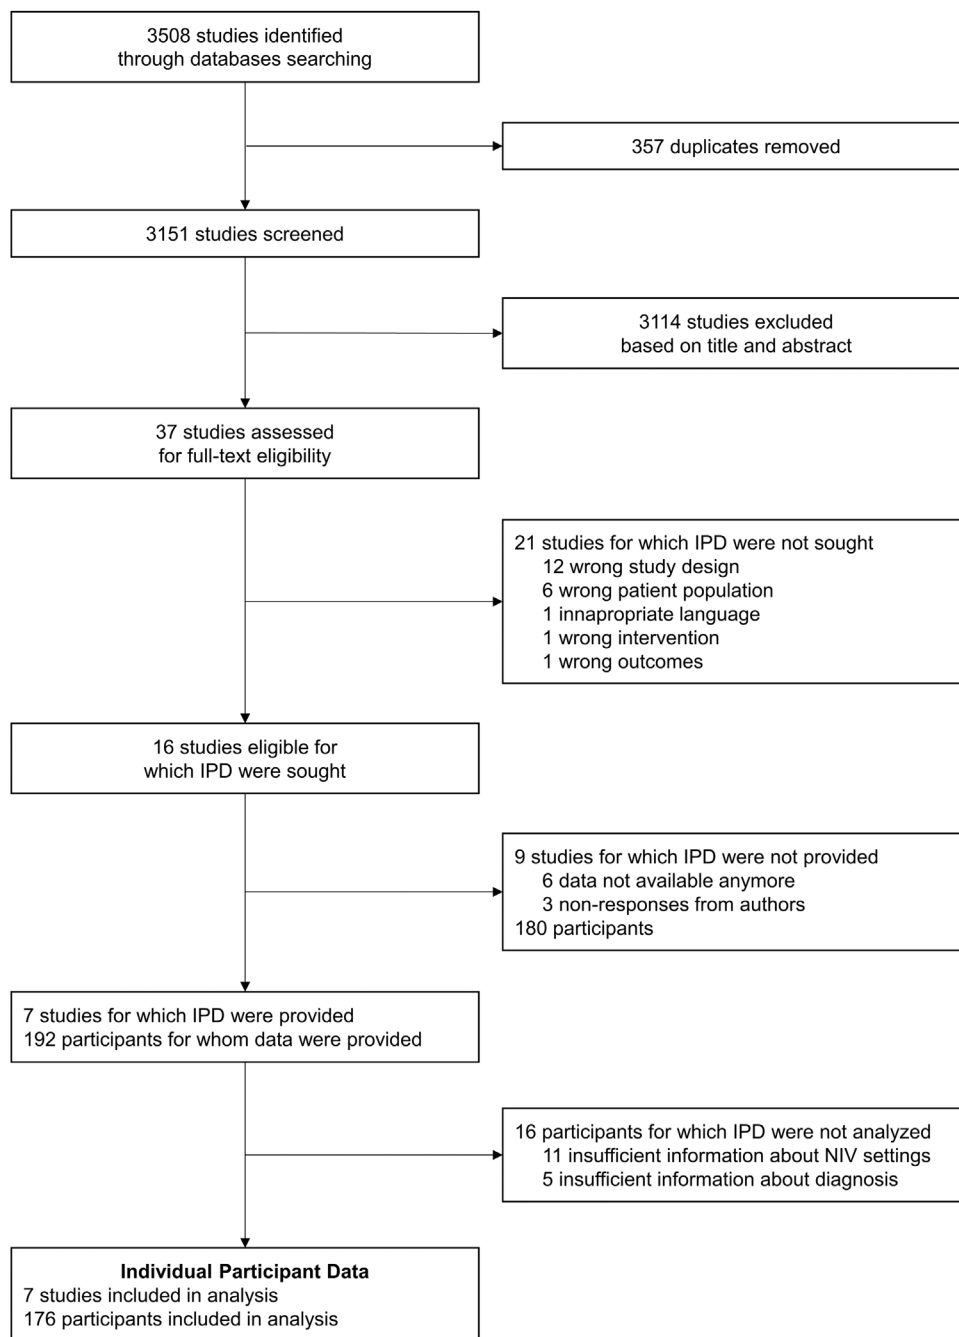 3508 studies identified
through databases searching
357 duplicates removed
3151 studies screened
3114 studies excluded
based on title and abstract
37 studies assessed
for full-text eligibility
21 studies for which IPD were not sought
12 wrong study design
6 wrong patient population
1 innapropriate language
1 wrong intervention
1 wrong outcomes
16 studies eligible for
which IPD were sought
9 studies for which IPD were not provided
6 data not available anymore
3 non-responses from authors
180 participants
7 studies for which IPD were provided
192 participants for whom data were provided
16 participants for which IPD were not analyzed
11 insufficient information about NIV settings
5 insufficient information about diagnosis
Individual Participant Data
7 studies included in analysis
176 participants included in analysis